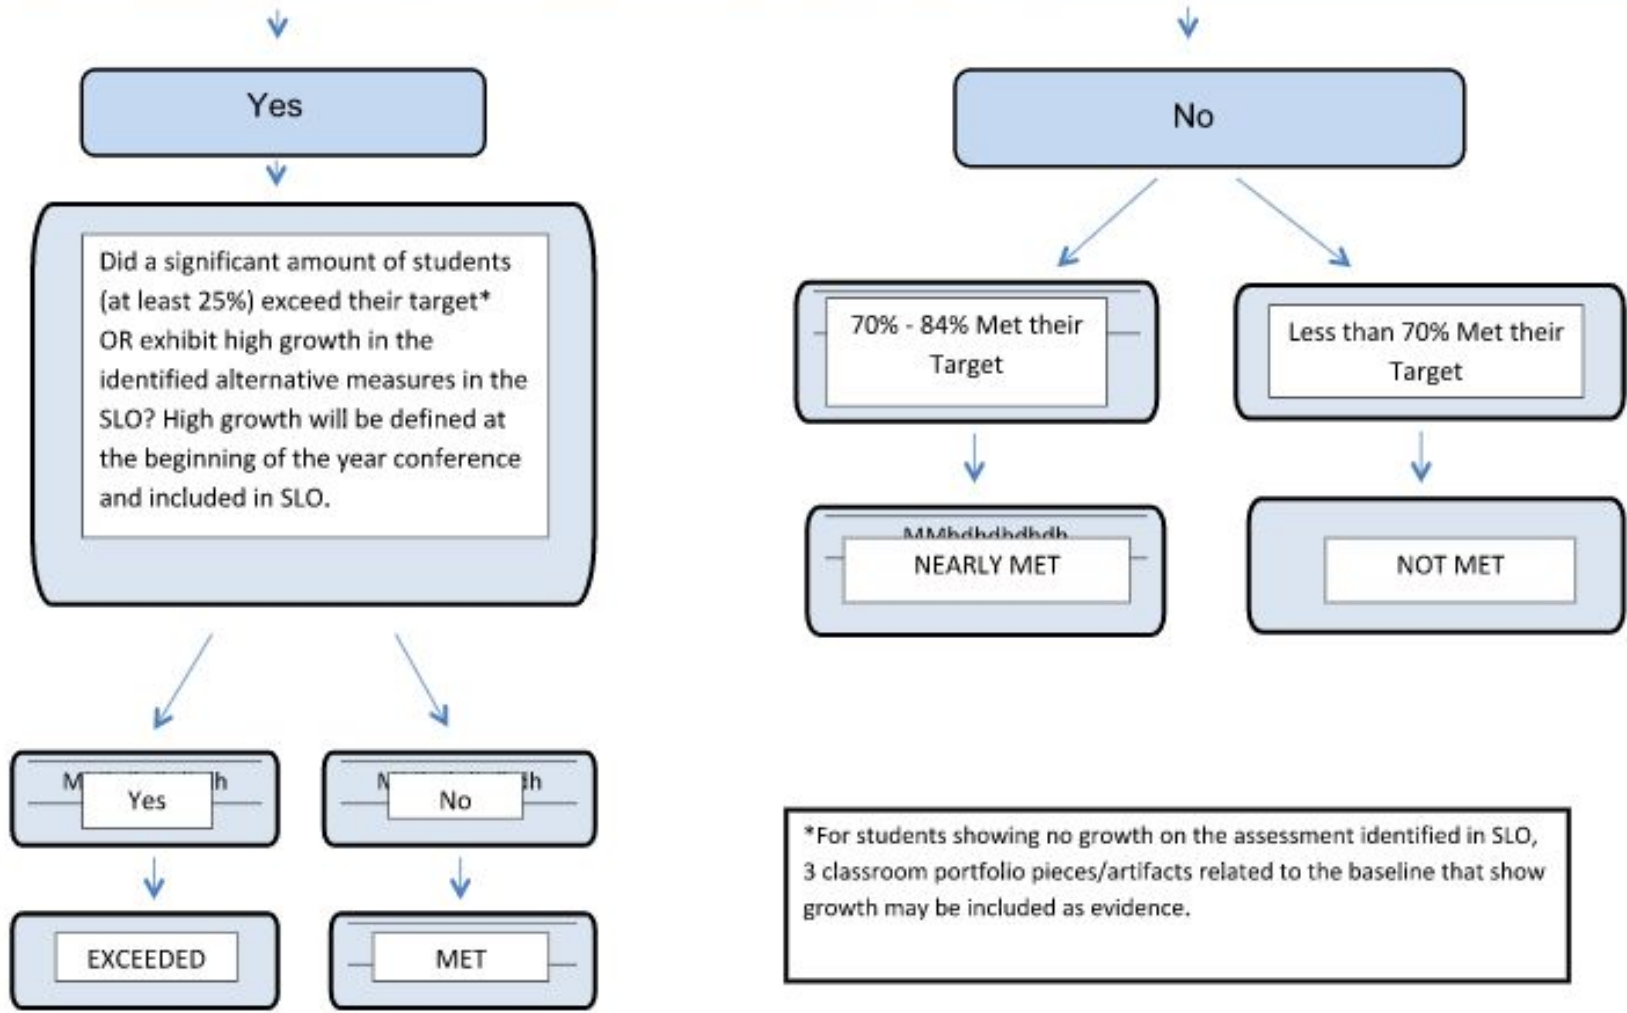 Yes
Did a significant amount of students
(at least 25%) exceed their target*
OR exhibit high growth in the
identified alternative measures in the
SLO? High growth will be defined at
the beginning of the year conference
and included in SLO.
Yes
No
EXCEEDED
MET
No
70% - 84% Met their
Target
Less than 70% Met their
Target
NEARLY MET
NOT MET
*For students showing no growth on the assessment identified in SLO,
3 classroom portfolio pieces/artifacts related to the baseline that show
growth may be included as evidence.